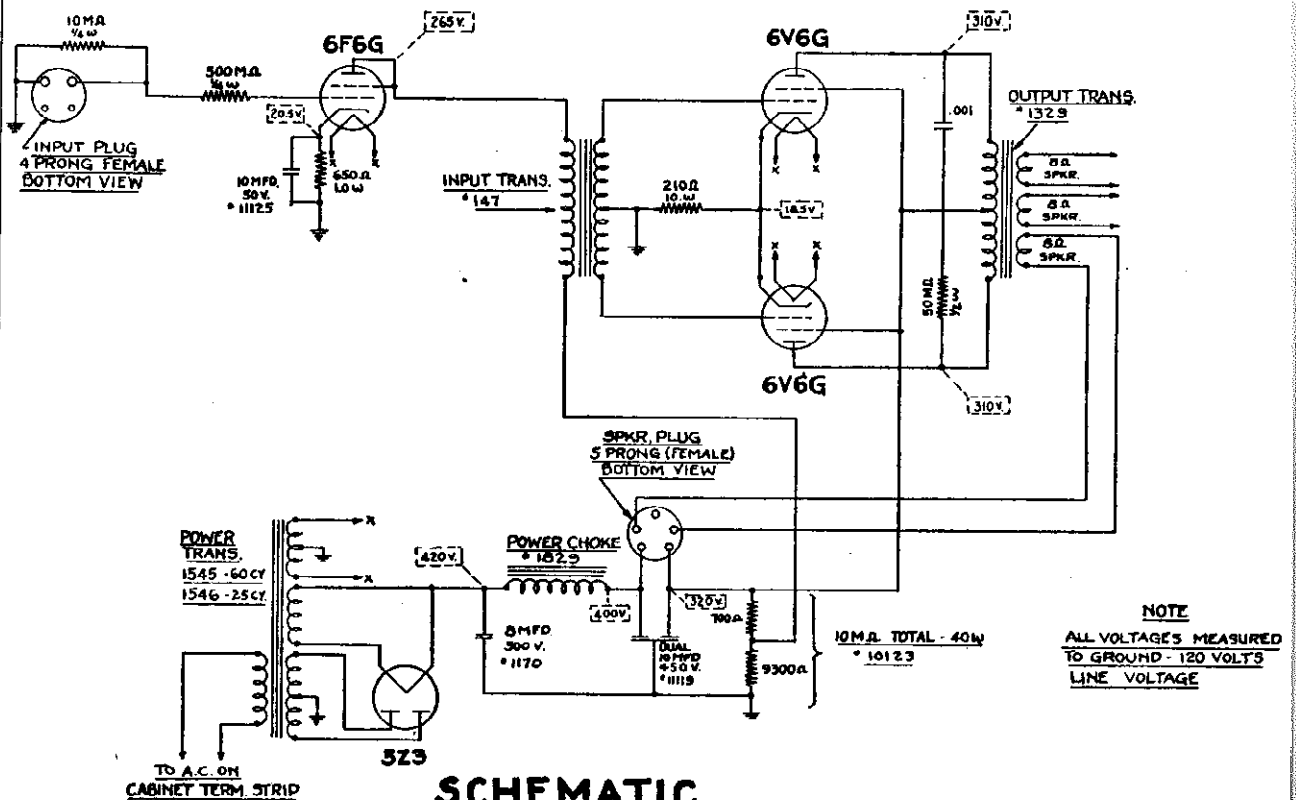 10MΩ
¼W
INPUT PLUG
4 PRONG FEMALE
BOTTOM VIEW
500MΩ
¼W
6F6G
265V.
20.5V.
10MFD.
50V.
*11125
650Ω
1.0W
X
X
INPUT TRANS.
*147
210Ω
10.W
18.5V
6V6G
X
X
X
X
6V6G
310V.
.001
50MΩ
½W
310V.
OUTPUT TRANS.
*1329
8Ω
SPKR.
8Ω
SPKR.
8Ω
SPKR.
SPKR. PLUG
5 PRONG (FEMALE)
BOTTOM VIEW
POWER
TRANS.
1545 - 60CY
1546 - 25CY.
X
X
420V.
POWER CHOKE
*1829
400V.
320V.
8MFD.
500V.
*1170
DUAL
10MFD
450V.
*11119
700Ω
9300Ω
10MΩ TOTAL - 40W
*10123
5Z3
TO A.C. ON
CABINET TERM. STRIP
NOTE
ALL VOLTAGES MEASURED
TO GROUND - 120 VOLTS
LINE VOLTAGE
SCHEMATIC